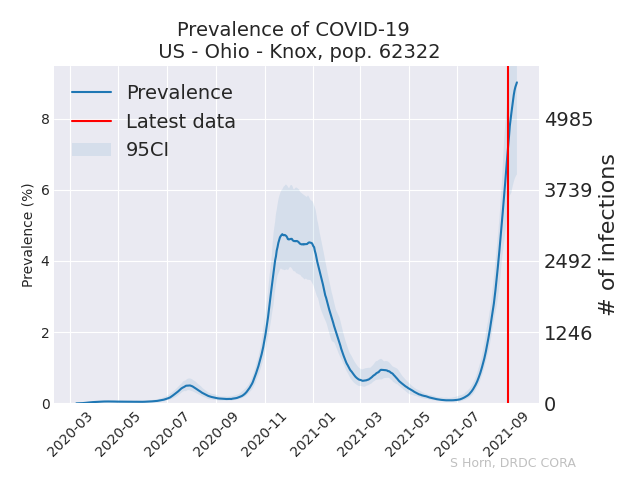 Prevalence of COVID-19
US - Ohio - Knox, pop. 62322
Prevalence
Latest data
95CI
Prevalence (%)
8
6
4
2
0
4985
3739
2492
1246
0
# of infections
2020-03
2020-05
2020-07
2020-09
2020-11
2021-01
2021-03
2021-05
2021-07
2021-09
S Horn, DRDC CORA